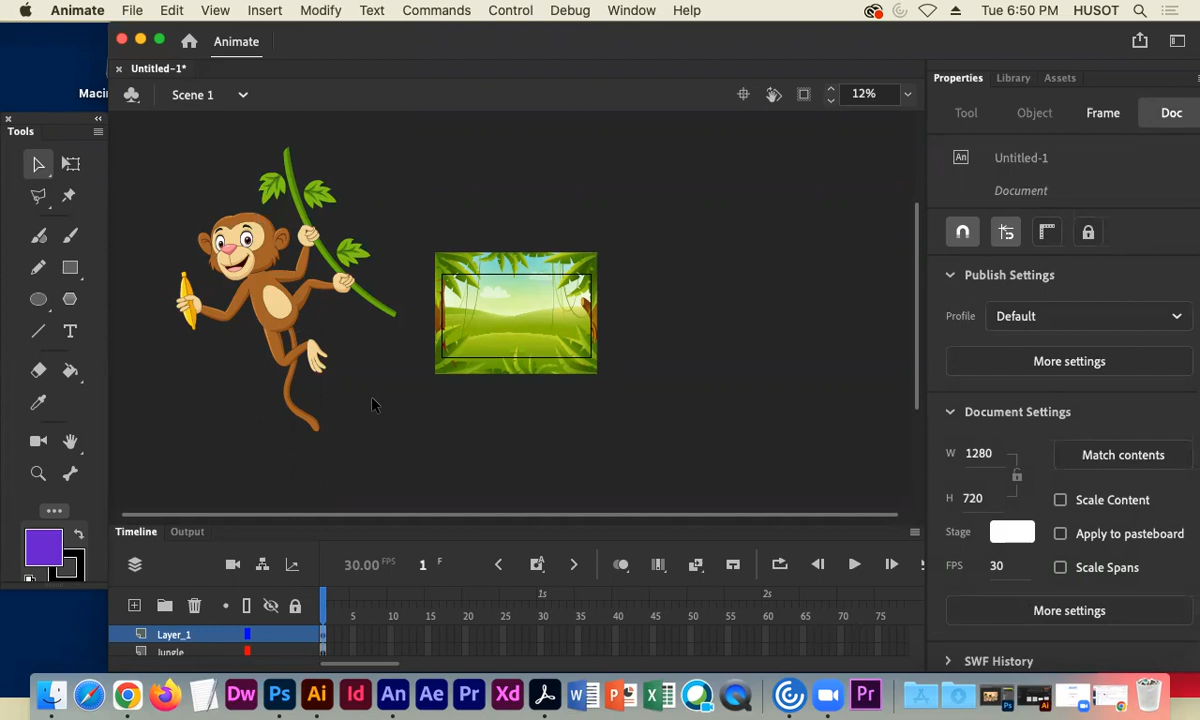 Animate File Edit View Insert Modify Text Commands Control Debug Window Help Tue 6:50 PM HUSOT
Animate
Untitled-1*
Macin
Scene 1 12%
Tools
Properties Library Assets
Tool Object Frame Doc
An Untitled-1
Document
Publish Settings
Profile Default
More settings
Document Settings
W 1280 Match contents
H 720 Scale Content
Stage Apply to pasteboard
FPS 30 Scale Spans
More settings
SWF History
T
Timeline Output
30.00 FPS 1 F
1s 2s
5 10 15 20 25 30 35 40 45 50 55 60 65 70 75
Layer_1
Jungle
Dw Ps Ai Id An Ae Pr Xd W P X Pr